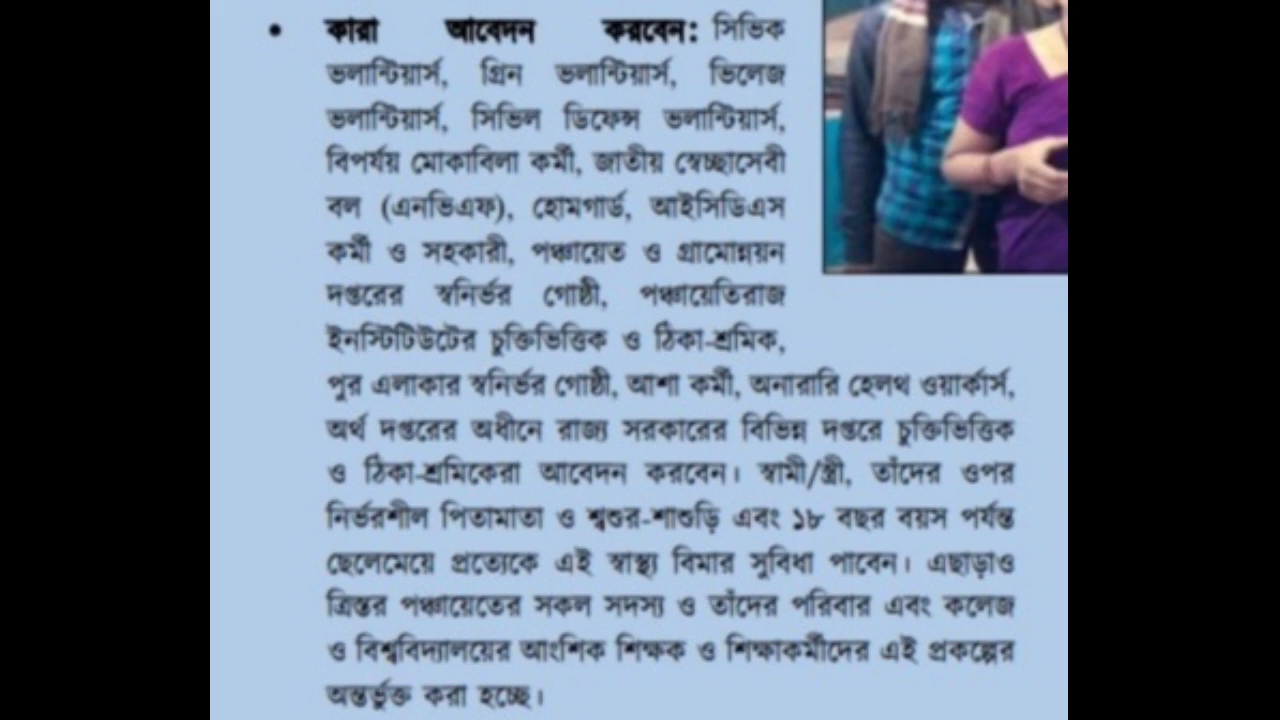 • কারা আবেদন করবেন: সিভিক
ভলান্টিয়ার্স, গ্রিন ভলান্টিয়ার্স, ভিলেজ
ভলান্টিয়ার্স, সিভিল ডিফেন্স ভলান্টিয়ার্স,
বিপর্যয় মোকাবিলা কর্মী, জাতীয় স্বেচ্ছাসেবী
বল (এনভিএফ), হোমগার্ড, আইসিডিএস
কর্মী ও সহকারী, পঞ্চায়েত ও গ্রামোন্নয়ন
দপ্তরের স্বনির্ভর গোষ্ঠী, পঞ্চায়েতিরাজ
ইনস্টিটিউটের চুক্তিভিত্তিক ও ঠিকা-শ্রমিক,
পুর এলাকার স্বনির্ভর গোষ্ঠী, আশা কর্মী, অনারারি হেলথ ওয়ার্কার্স,
অর্থ দপ্তরের অধীনে রাজ্য সরকারের বিভিন্ন দপ্তরে চুক্তিভিত্তিক
ও ঠিকা-শ্রমিকেরা আবেদন করবেন। স্বামী/স্ত্রী, তাঁদের ওপর
নির্ভরশীল পিতামাতা ও শ্বশুর-শাশুড়ি এবং ১৮ বছর বয়স পর্যন্ত
ছেলেমেয়ে প্রত্যেকে এই স্বাস্থ্য বিমার সুবিধা পাবেন। এছাড়াও
ত্রিস্তর পঞ্চায়েতের সকল সদস্য ও তাঁদের পরিবার এবং কলেজ
ও বিশ্ববিদ্যালয়ের আংশিক শিক্ষক ও শিক্ষাকর্মীদের এই প্রকল্পের
অন্তর্ভুক্ত করা হচ্ছে।